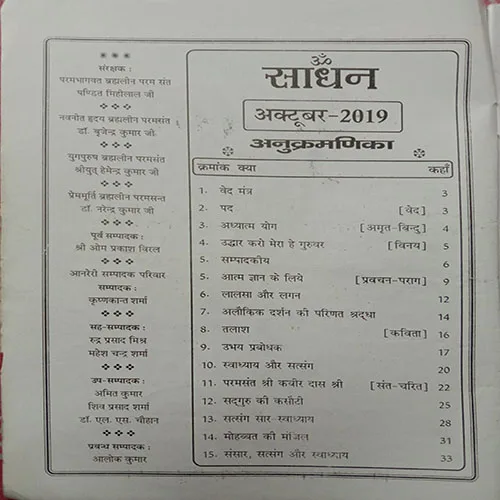 संरक्षक :
परमभागवत ब्रह्मलीन परम संत
पण्डित मिहीलाल जी
नवनीत हृदय ब्रह्मलीन परमसंत
डॉ. बृजेन्द्र कुमार जी.
युगपुरुष ब्रह्मलीन परमसंत
श्रीयुत् हेमेन्द्र कुमार जी
प्रेममूर्ति ब्रह्मलीन परमसन्त
डॉ. नरेन्द्र कुमार जी
पूर्व सम्पादक :
श्री ओम प्रकाश विरल
आनरेरी सम्पादक परिवार
सम्पादक :
कृष्णकान्त शर्मा
सह-सम्पादक :
रुद्र प्रसाद मिश्र
महेश चन्द्र शर्मा
उप-सम्पादक :
अमित कुमार
शिव प्रसाद शर्मा
डॉ. एल. एस. चौहान
प्रबन्ध सम्पादक :
आलोक कुमार
ॐ
साधन
अक्टूबर-2019
अनुक्रमणिका
क्रमांक क्या कहाँ
1. वेद मंत्र 3
2. पद [वेद] 3
3. अध्यात्म योग [अमृत-बिन्दु] 4
4. उद्धार करो मेरा हे गुरुवर [विनय] 5
5. सम्पादकीय 6
5. आत्म ज्ञान के लिये [प्रवचन-पराग] 9
6. लालसा और लगन 12
7. अलौकिक दर्शन की परिणत श्रद्धा 14
8. तलाश [कविता] 16
9. उभय प्रबोधक 17
10. स्वाध्याय और सत्संग 20
11. परमसंत श्री कबीर दास श्री [संत-चरित] 22
12. सद्गुरु की कसौटी 25
13. सत्संग सार-स्वाध्याय 28
14. मोहब्बत की मंजिल 31
15. संसार, सत्संग और स्वाध्याय 33